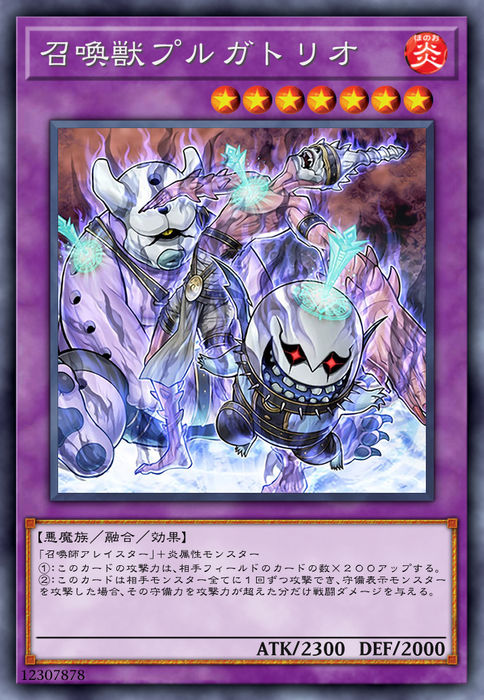 召喚獣プルガトリオ
ほのお
炎
【悪魔族／融合／効果】
「召喚師アレイスター」＋炎属性モンスター
①：このカードの攻撃力は、相手フィールドのカードの数×２００アップする。
②：このカードは相手モンスター全てに１回ずつ攻撃でき、守備表示モンスター
を攻撃した場合、その守備力を攻撃力が超えた分だけ戦闘ダメージを与える。
ATK/2300 DEF/2000
12307878